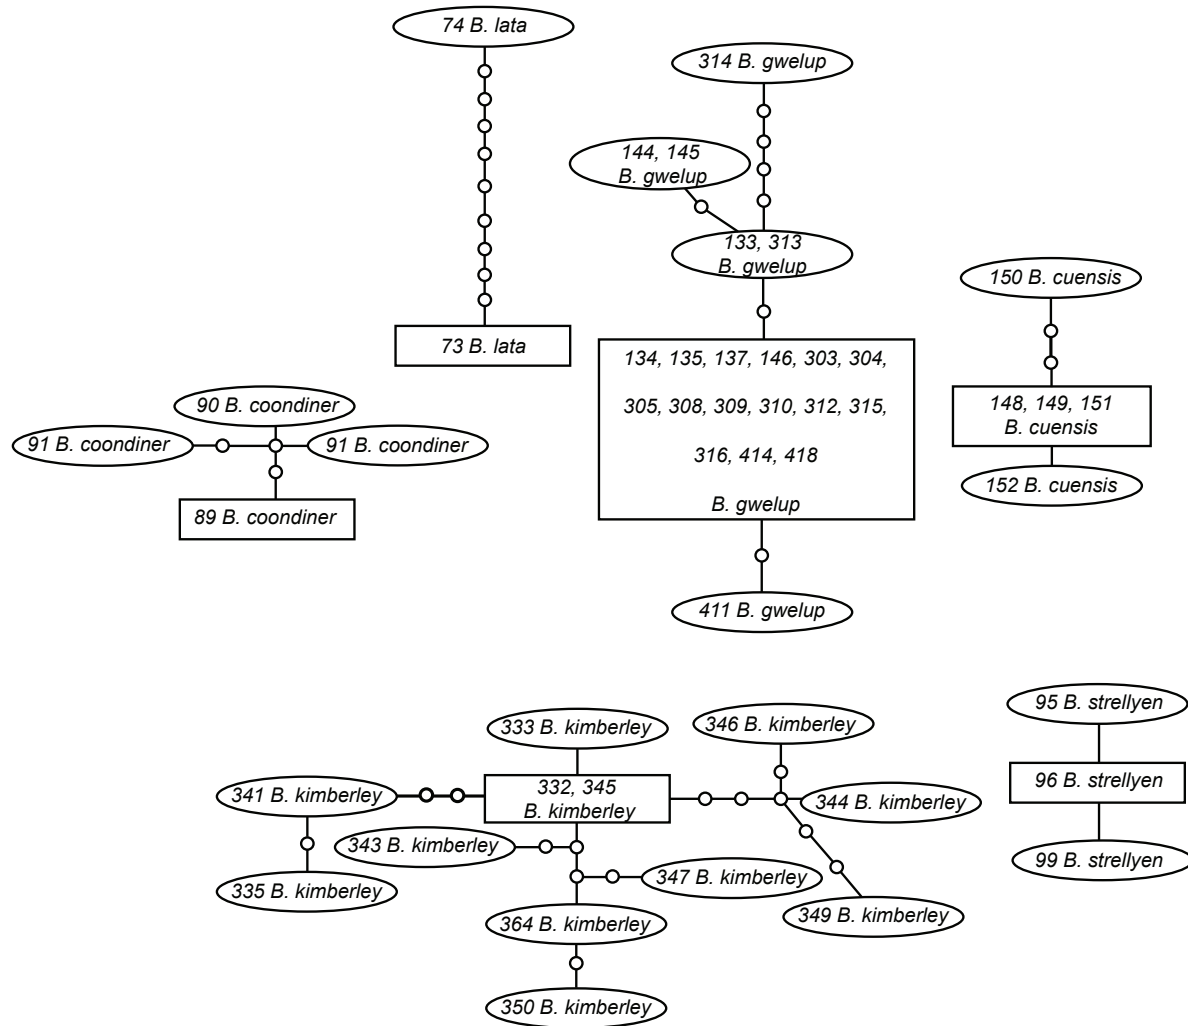 74 B. lata
314 B. gwelup
144, 145
B. gwelup
133, 313
B. gwelup
150 B. cuensis
73 B. lata
134, 135, 137, 146, 303, 304,
305, 308, 309, 310, 312, 315,
316, 414, 418
B. gwelup
148, 149, 151
B. cuensis
90 B. coondiner
91 B. coondiner
91 B. coondiner
152 B. cuensis
89 B. coondiner
411 B. gwelup
95 B. strellyen
346 B. kimberley
333 B. kimberley
332, 345
B. kimberley
96 B. strellyen
341 B. kimberley
344 B. kimberley
343 B. kimberley
99 B. strellyen
347 B. kimberley
335 B. kimberley
349 B. kimberley
364 B. kimberley
350 B. kimberley